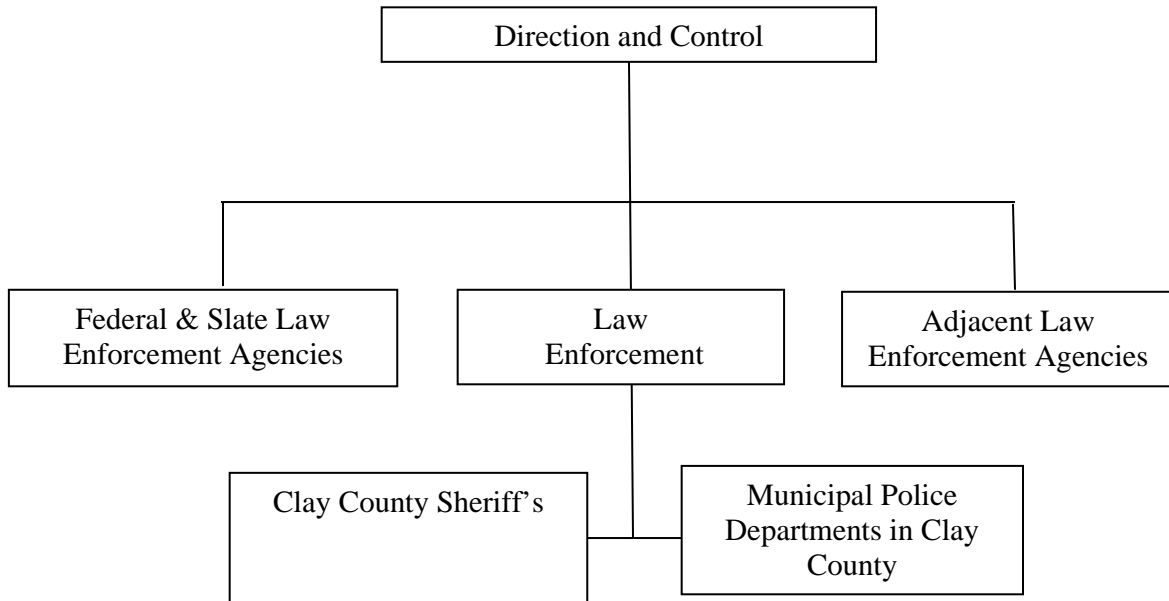 Direction and Control
Federal & Slate Law
Enforcement Agencies
Law
Enforcement
Adjacent Law
Enforcement Agencies
Clay County Sheriff’s
Municipal Police
Departments in Clay
County